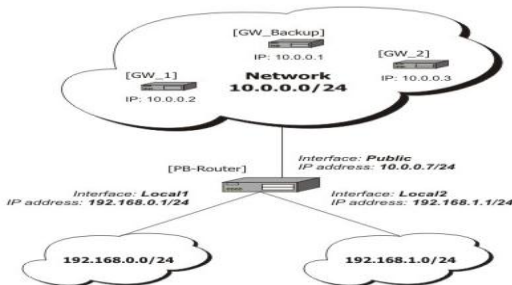 [GW_Backup]
IP: 10.0.0.1
[GW_1]
IP: 10.0.0.2
[GW_2]
IP: 10.0.0.3
Network
10.0.0.0/24
[PB-Router]
Interface: Public
IP address: 10.0.0.7/24
Interface: Local1
IP address: 192.168.0.1/24
Interface: Local2
IP address: 192.168.1.1/24
192.168.0.0/24
192.168.1.0/24